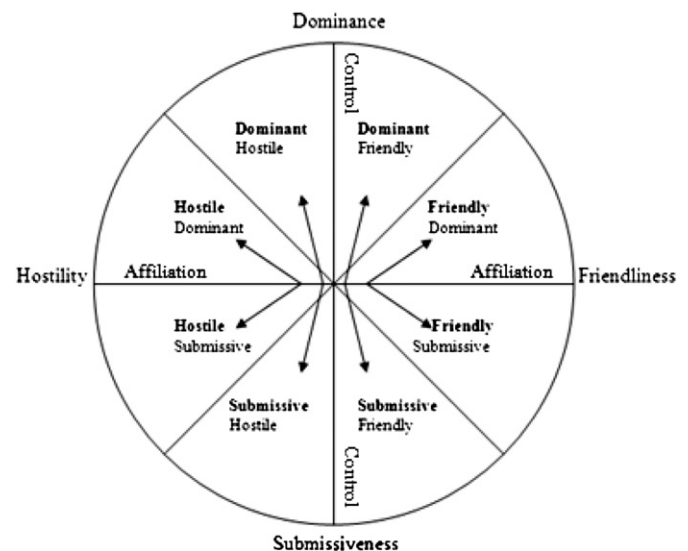 Dominance
Control
Dominant
Hostile
Dominant
Friendly
Hostile
Dominant
Friendly
Dominant
Hostility
Affiliation
Affiliation
Friendliness
Hostile
Submissive
Friendly
Submissive
Submissive
Hostile
Submissive
Friendly
Control
Submissiveness